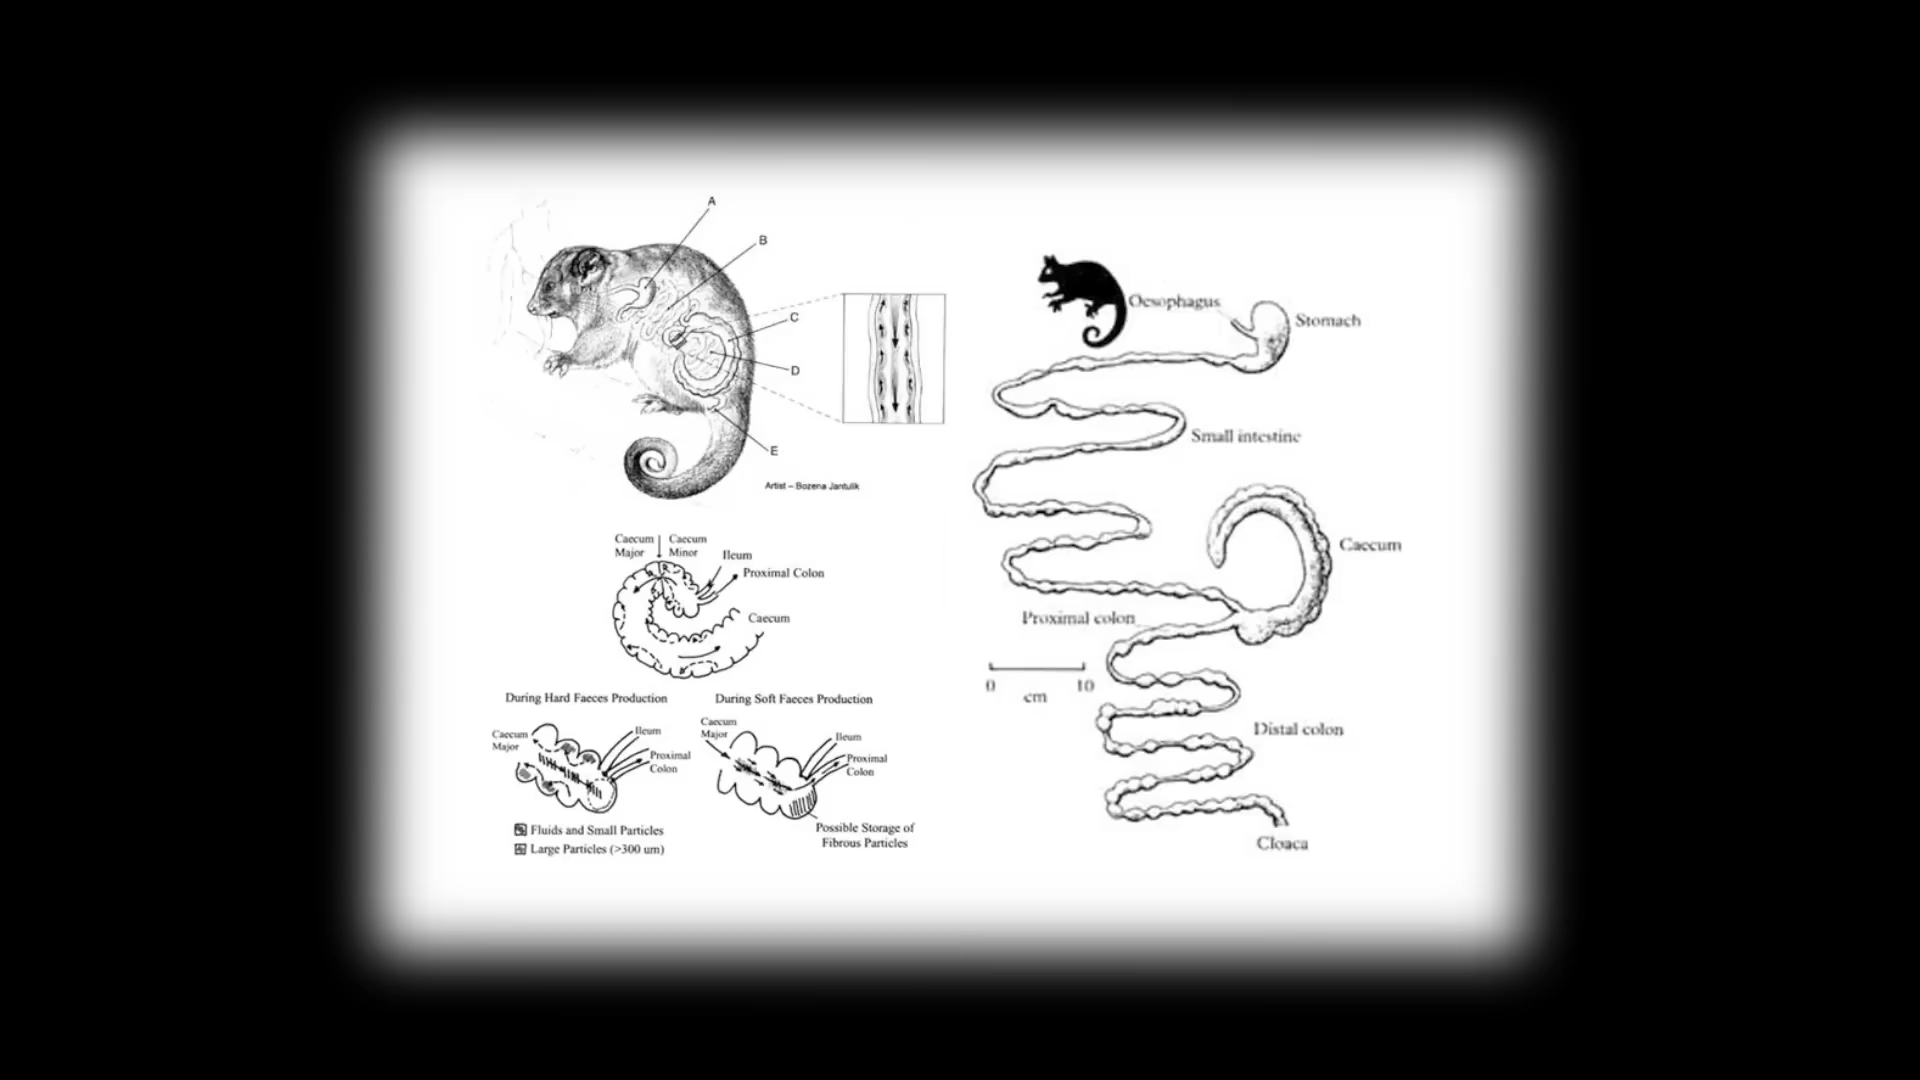 A
B
C
D
E
Artist – Bozena Jantulik
Caecum
Major
Caecum
Minor
Ileum
Proximal Colon
Caecum
During Hard Faeces Production
Caecum
Major
Ileum
Proximal
Colon
Fluids and Small Particles
Large Particles (>300 um)
During Soft Faeces Production
Caecum
Major
Ileum
Proximal
Colon
Possible Storage of
Fibrous Particles
Oesophagus
Stomach
Small intestine
Caecum
Proximal colon
0 10
cm
Distal colon
Cloaca